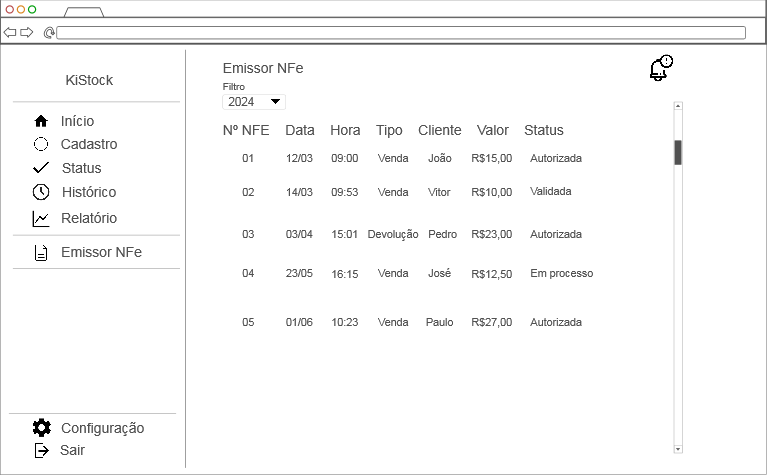 KiStock
Início
Cadastro
Status
Histórico
Relatório
Emissor NFe
Configuração
Sair
Emissor NFe
Filtro
2024
Nº NFE Data Hora Tipo Cliente Valor Status
01 12/03 09:00 Venda João R$15,00 Autorizada
02 14/03 09:53 Venda Vitor R$10,00 Validada
03 03/04 15:01 Devolução Pedro R$23,00 Autorizada
04 23/05 16:15 Venda José R$12,50 Em processo
05 01/06 10:23 Venda Paulo R$27,00 Autorizada